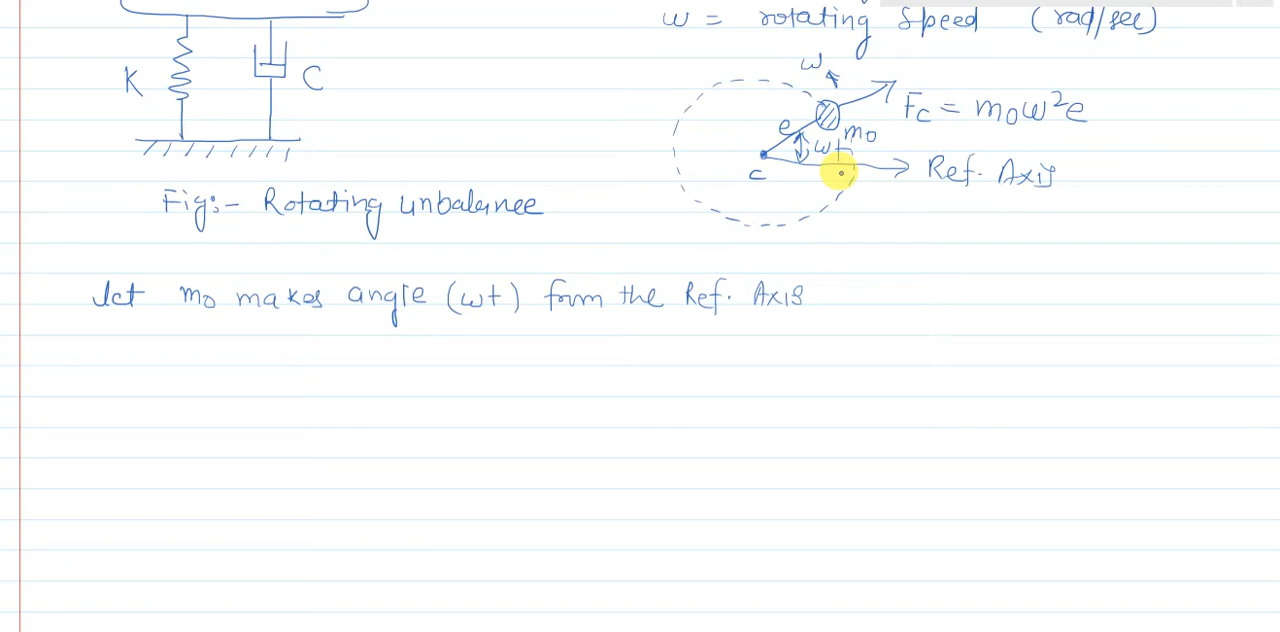 ω = rotating speed (rad/sec)
K
C
ω
Fc = m₀ω²e
e
m₀
ωt
c
Ref. Axis
Fig:- Rotating unbalance
let m₀ makes angle (ωt) from the Ref. Axis